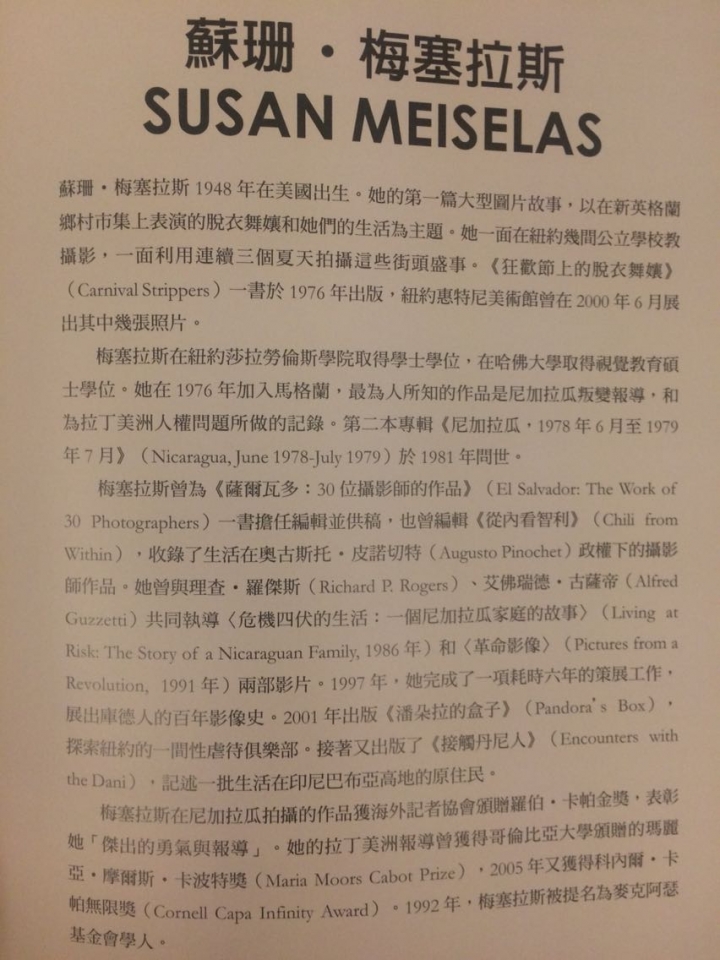 蘇珊・梅塞拉斯
SUSAN MEISELAS
蘇珊・梅塞拉斯 1948 年在美國出生。她的第一篇大型圖片故事，以在新英格蘭
鄉村市集上表演的脫衣舞孃和她們的生活為主題。她一面在紐約幾間公立學校教
攝影，一面利用連續三個夏天拍攝這些街頭盛事。《狂歡節上的脫衣舞孃》
（Carnival Strippers）一書於 1976 年出版，紐約惠特尼美術館曾在 2000 年 6 月展
出其中幾張照片。
梅塞拉斯在紐約莎拉勞倫斯學院取得學士學位，在哈佛大學取得視覺教育碩
士學位。她在 1976 年加入馬格蘭，最為人所知的作品是尼加拉瓜叛變報導，和
為拉丁美洲人權問題所做的記錄。第二本專輯《尼加拉瓜，1978 年 6 月至 1979
年 7 月》（Nicaragua, June 1978-July 1979）於 1981 年問世。
梅塞拉斯曾為《薩爾瓦多：30 位攝影師的作品》（El Salvador: The Work of
30 Photographers）一書擔任編輯並供稿，也曾編輯《從內看智利》（Chili from
Within），收錄了生活在奧古斯托・皮諾切特（Augusto Pinochet）政權下的攝影
師作品。她曾與理查・羅傑斯（Richard P. Rogers）、艾佛瑞德・古薩帝（Alfred
Guzzetti）共同執導〈危機四伏的生活：一個尼加拉瓜家庭的故事〉（Living at
Risk: The Story of a Nicaraguan Family, 1986 年）和〈革命影像〉（Pictures from a
Revolution, 1991 年）兩部影片。1997 年，她完成了一項耗時六年的策展工作，
展出庫德人的百年影像史。2001 年出版《潘朵拉的盒子》（Pandora's Box），
探索紐約的一間性虐待俱樂部。接著又出版了《接觸丹尼人》（Encounters with
the Dani），記述一批生活在印尼巴布亞高地的原住民。
梅塞拉斯在尼加拉瓜拍攝的作品獲海外記者協會頒贈羅伯・卡帕金獎，表彰
她「傑出的勇氣與報導」。她的拉丁美洲報導曾獲得哥倫比亞大學頒贈的瑪麗
亞・摩爾斯・卡波特獎（Maria Moors Cabot Prize），2005 年又獲得科內爾・卡
帕無限獎（Cornell Capa Infinity Award）。1992 年，梅塞拉斯被提名為麥克阿瑟
基金會學人。